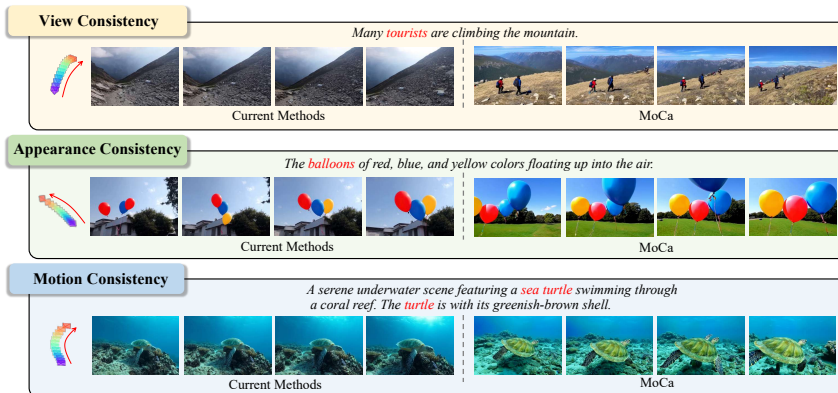 View Consistency
Many tourists are climbing the mountain.
Current Methods
MoCa
Appearance Consistency
The balloons of red, blue, and yellow colors floating up into the air.
Current Methods
MoCa
Motion Consistency
A serene underwater scene featuring a sea turtle swimming through
a coral reef. The turtle is with its greenish-brown shell.
Current Methods
MoCa